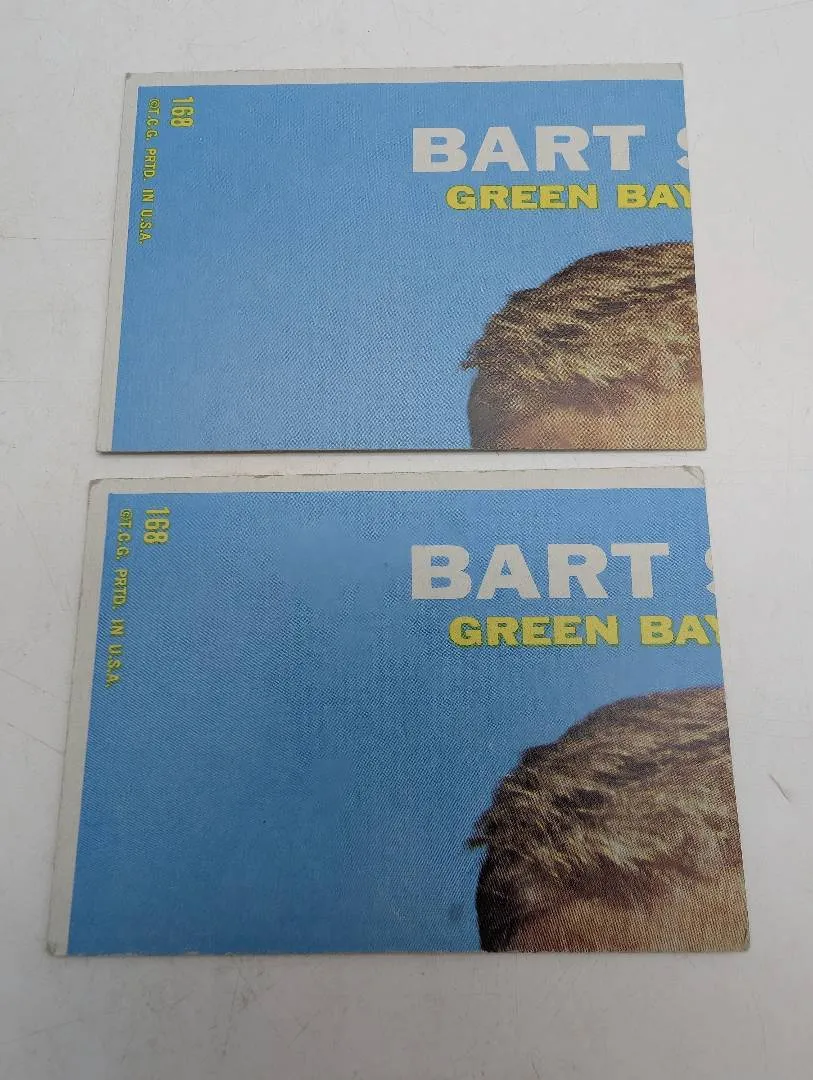 168
©T.C.G. PRTD. IN U.S.A.
BART S
GREEN BAY
168
©T.C.G. PRTD. IN U.S.A.
BART S
GREEN BAY